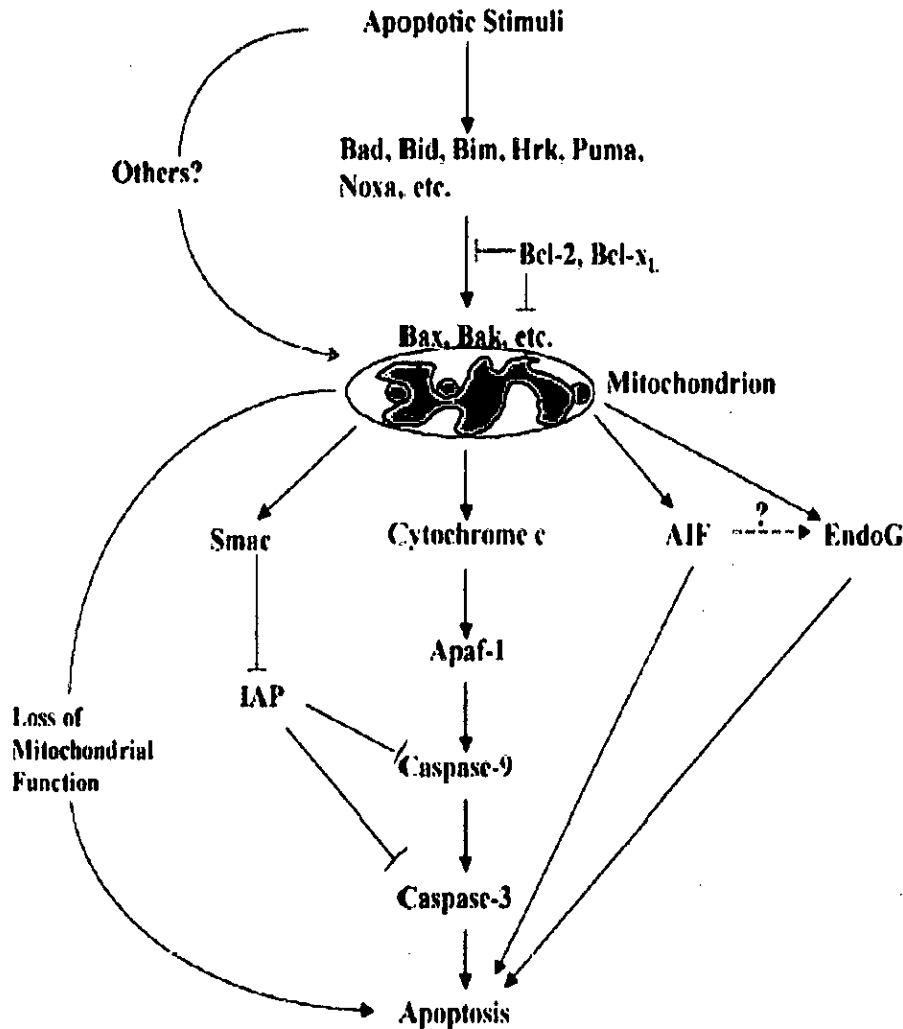 Apoptotic Stimuli
Others?
Bad, Bid, Bim, Hrk, Puma,
Noxa, etc.
Bcl-2, Bcl-xL
Bax, Bak, etc.
Mitochondrion
Smac
Cytochrome c
AIF
?
EndoG
Apaf-1
IAP
Loss of
Mitochondrial
Function
Caspase-9
Caspase-3
Apoptosis